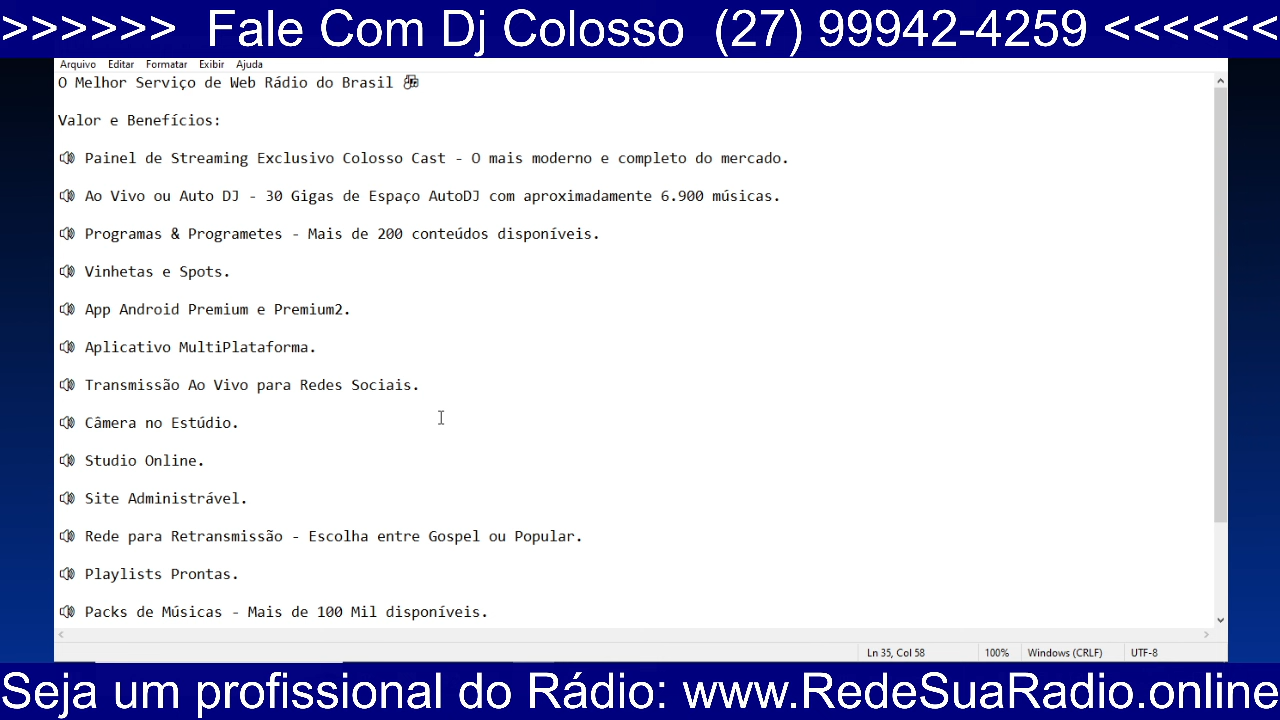 >>>>>> Fale Com Dj Colosso (27) 99942-4259 <<<<<<
Arquivo Editar Formatar Exibir Ajuda
O Melhor Serviço de Web Rádio do Brasil
Valor e Benefícios:
🔊 Painel de Streaming Exclusivo Colosso Cast - O mais moderno e completo do mercado.
🔊 Ao Vivo ou Auto DJ - 30 Gigas de Espaço AutoDJ com aproximadamente 6.900 músicas.
🔊 Programas & Programetes - Mais de 200 conteúdos disponíveis.
🔊 Vinhetas e Spots.
🔊 App Android Premium e Premium2.
🔊 Aplicativo MultiPlataforma.
🔊 Transmissão Ao Vivo para Redes Sociais.
🔊 Câmera no Estúdio.
🔊 Studio Online.
🔊 Site Administrável.
🔊 Rede para Retransmissão - Escolha entre Gospel ou Popular.
🔊 Playlists Prontas.
🔊 Packs de Músicas - Mais de 100 Mil disponíveis.
Ln 35, Col 58 100% Windows (CRLF) UTF-8
Seja um profissional do Rádio: www.RedeSuaRadio.online